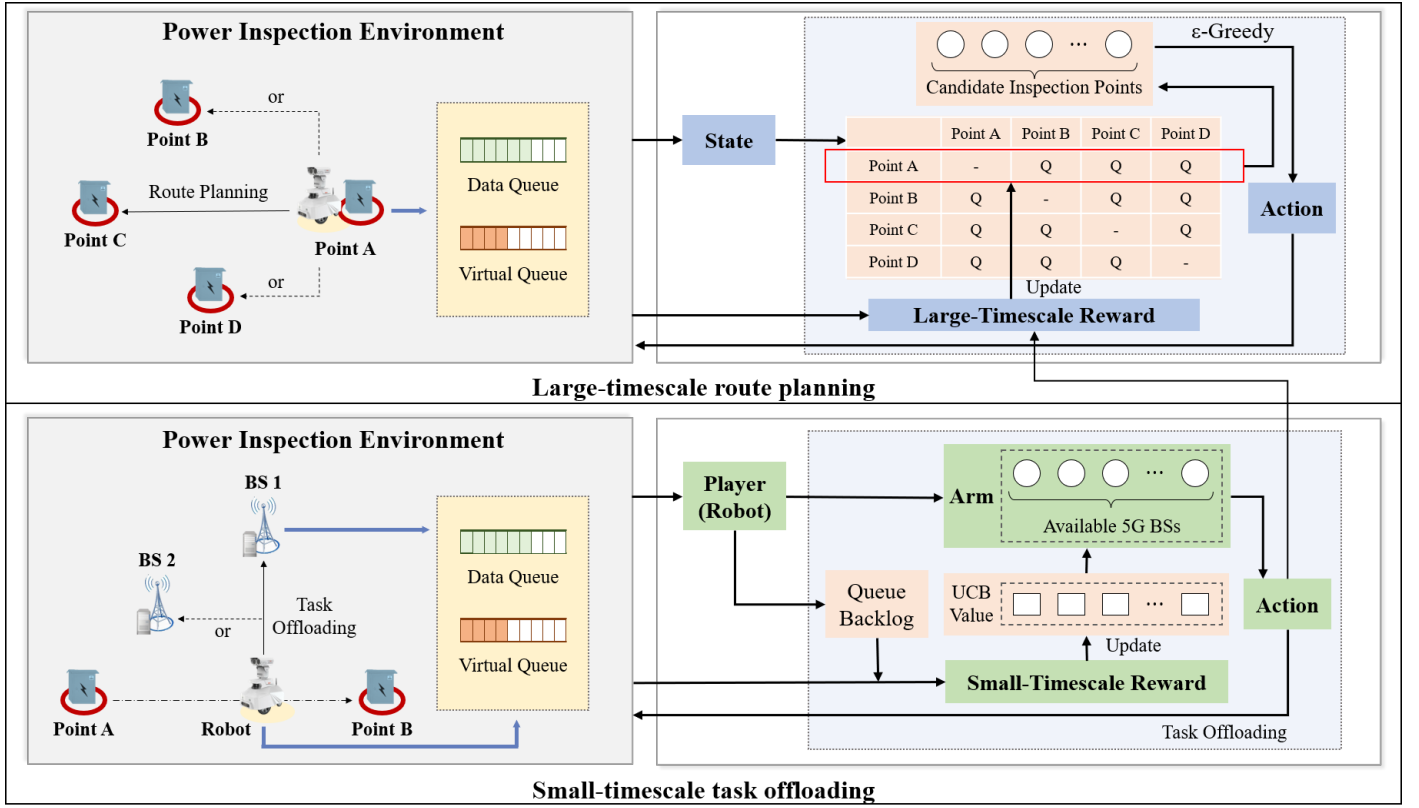 Power Inspection Environment
or
Point B
Route Planning
Point C
Point A
or
Point D
Data Queue
Virtual Queue
State
ε-Greedy
Candidate Inspection Points
Point A Point B Point C Point D
Point A - Q Q Q
Point B Q - Q Q
Point C Q Q - Q
Point D Q Q Q -
Update
Action
Large-Timescale Reward
Large-timescale route planning
Power Inspection Environment
BS 1
BS 2
or
Task
Offloading
Point A
Robot
Point B
Data Queue
Virtual Queue
Player
(Robot)
Arm
...
Available 5G BSs
Queue
Backlog
UCB
Value
...
Update
Action
Small-Timescale Reward
Task Offloading
Small-timescale task offloading